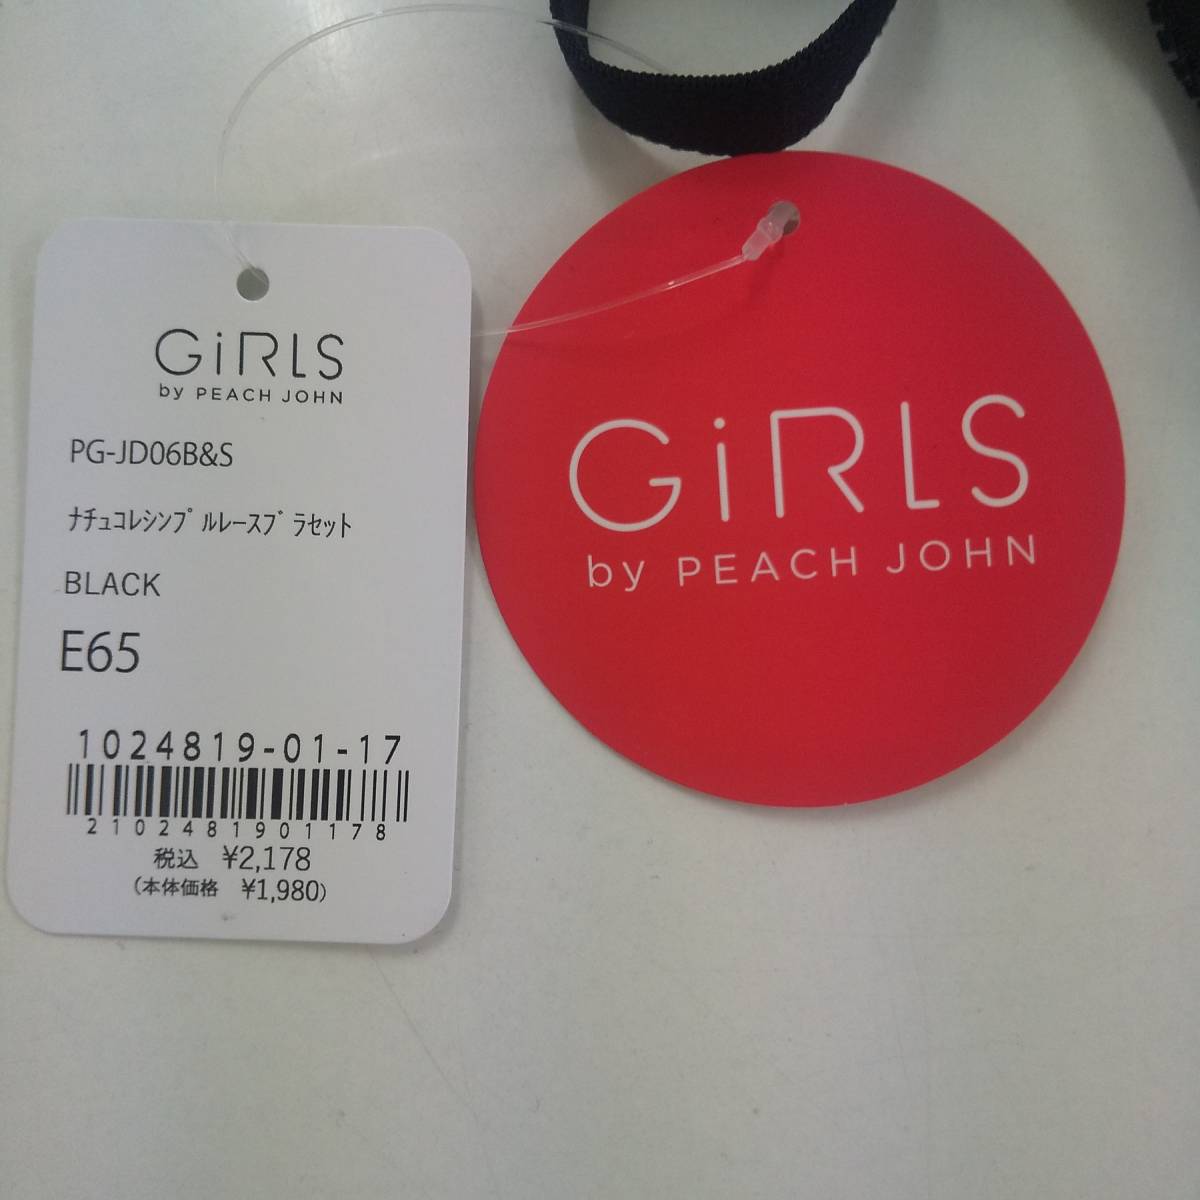 GiRLS
by PEACH JOHN
PG-JD06B&S
ﾅﾁｭｺﾚｼﾝﾌﾟﾙﾚｰｽﾌﾞﾗｾｯﾄ
BLACK
E65
1024819-01-17
2102481901178
税込 ¥2,178
(本体価格 ¥1,980)
GiRLS
by PEACH JOHN